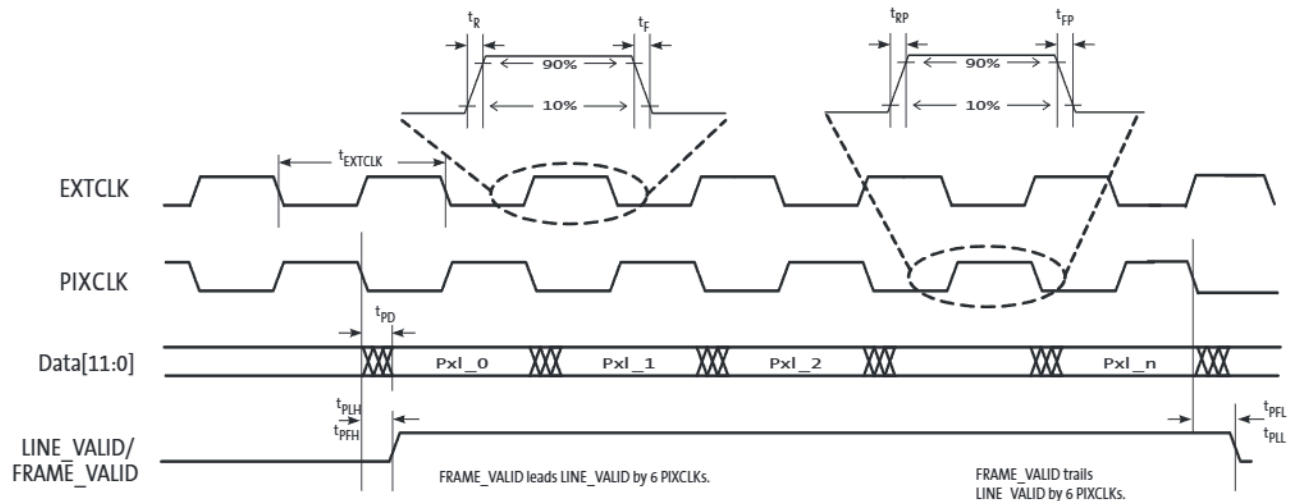 tR
tF
tRP
tFP
90%
90%
10%
10%
tEXTCLK
EXTCLK
PIXCLK
tPD
Data[11:0]
Pxl_0
Pxl_1
Pxl_2
Pxl_n
tPLH
tPFH
tPFL
tPLL
LINE_VALID/
FRAME_VALID
FRAME_VALID leads LINE_VALID by 6 PIXCLKs.
FRAME_VALID trails
LINE_VALID by 6 PIXCLKs.